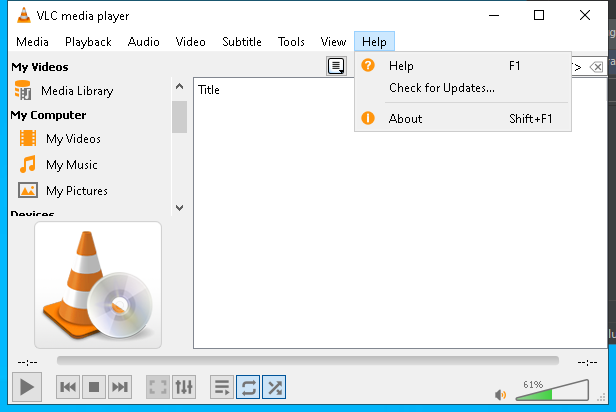 VLC media player
Media Playback Audio Video Subtitle Tools View Help
My Videos
Media Library
My Computer
My Videos
My Music
My Pictures
Devices
Title
Help F1
Check for Updates...
About Shift+F1
--:-- --:--
61%